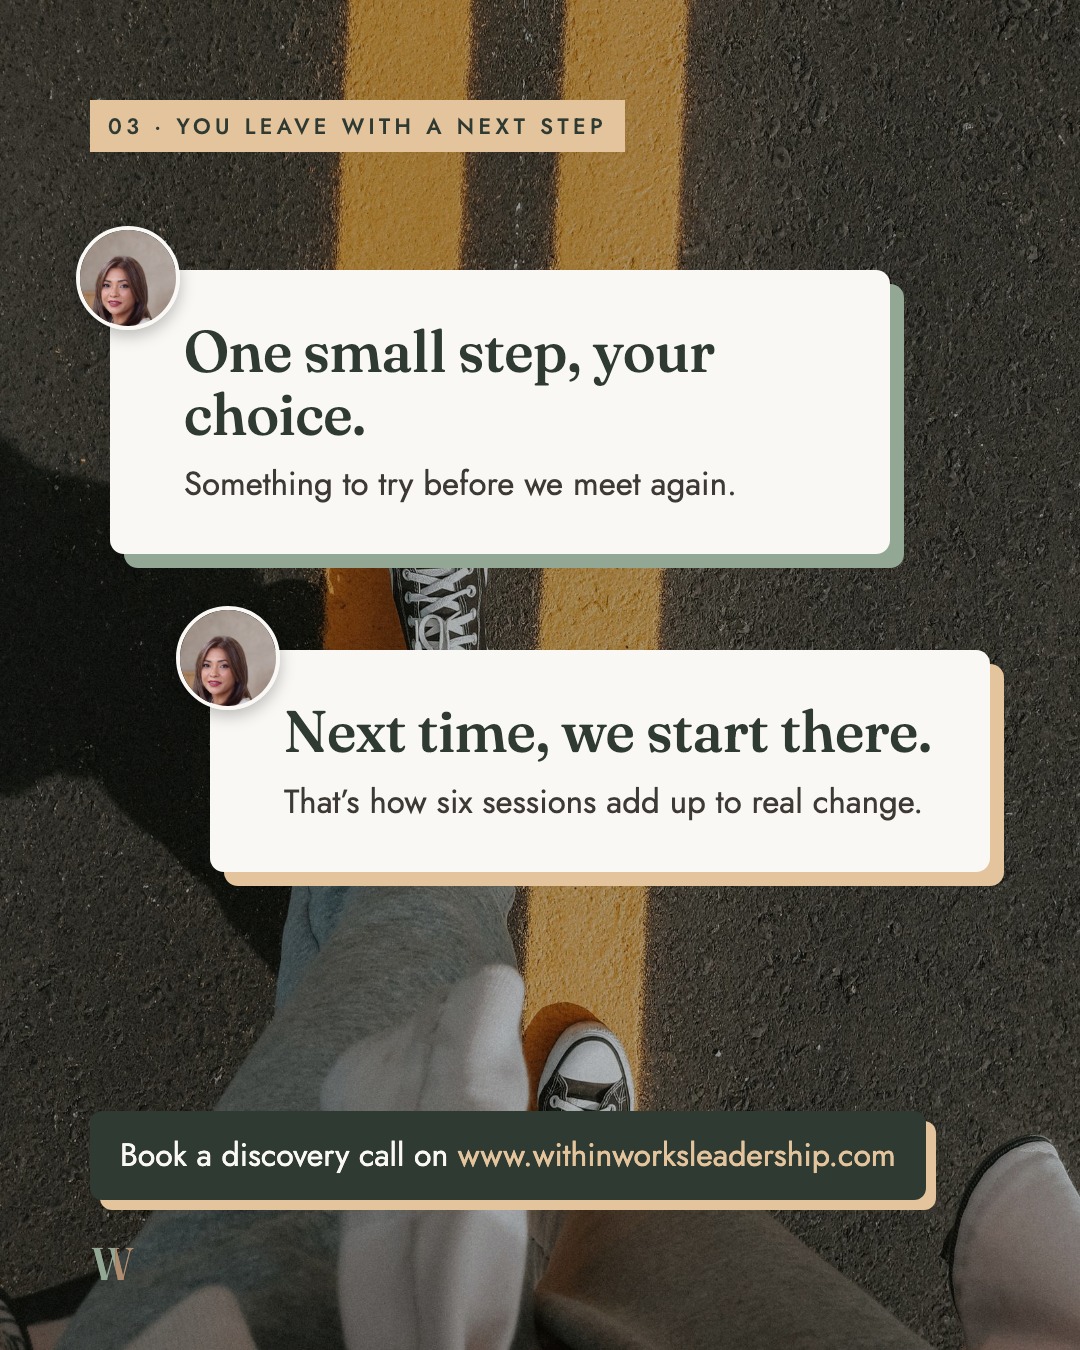 03 · YOU LEAVE WITH A NEXT STEP
One small step, your
choice.
Something to try before we meet again.
Next time, we start there.
That’s how six sessions add up to real change.
Book a discovery call on www.withinworksleadership.com
W